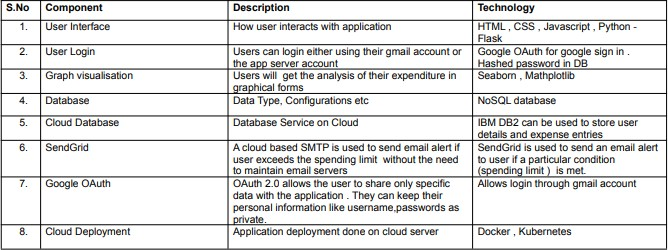 S.No Component Description Technology
1. User Interface How user interacts with application HTML , CSS , Javascript , Python -
Flask
2. User Login Users can login either using their gmail account or Google OAuth for google sign in .
the app server account Hashed password in DB
3. Graph visualisation Users will get the analysis of their expenditure in Seaborn , Mathplotlib
graphical forms
4. Database Data Type, Configurations etc NoSQL database
5. Cloud Database Database Service on Cloud IBM DB2 can be used to store user
details and expense entries
6. SendGrid A cloud based SMTP is used to send email alert if SendGrid is used to send an email alert
user exceeds the spending limit without the need to user if a particular condition
to maintain email servers (spending limit ) is met.
7. Google OAuth OAuth 2.0 allows the user to share only specific Allows login through gmail account
data with the application . They can keep their
personal information like username,passwords as
private.
8. Cloud Deployment Application deployment done on cloud server Docker , Kubernetes